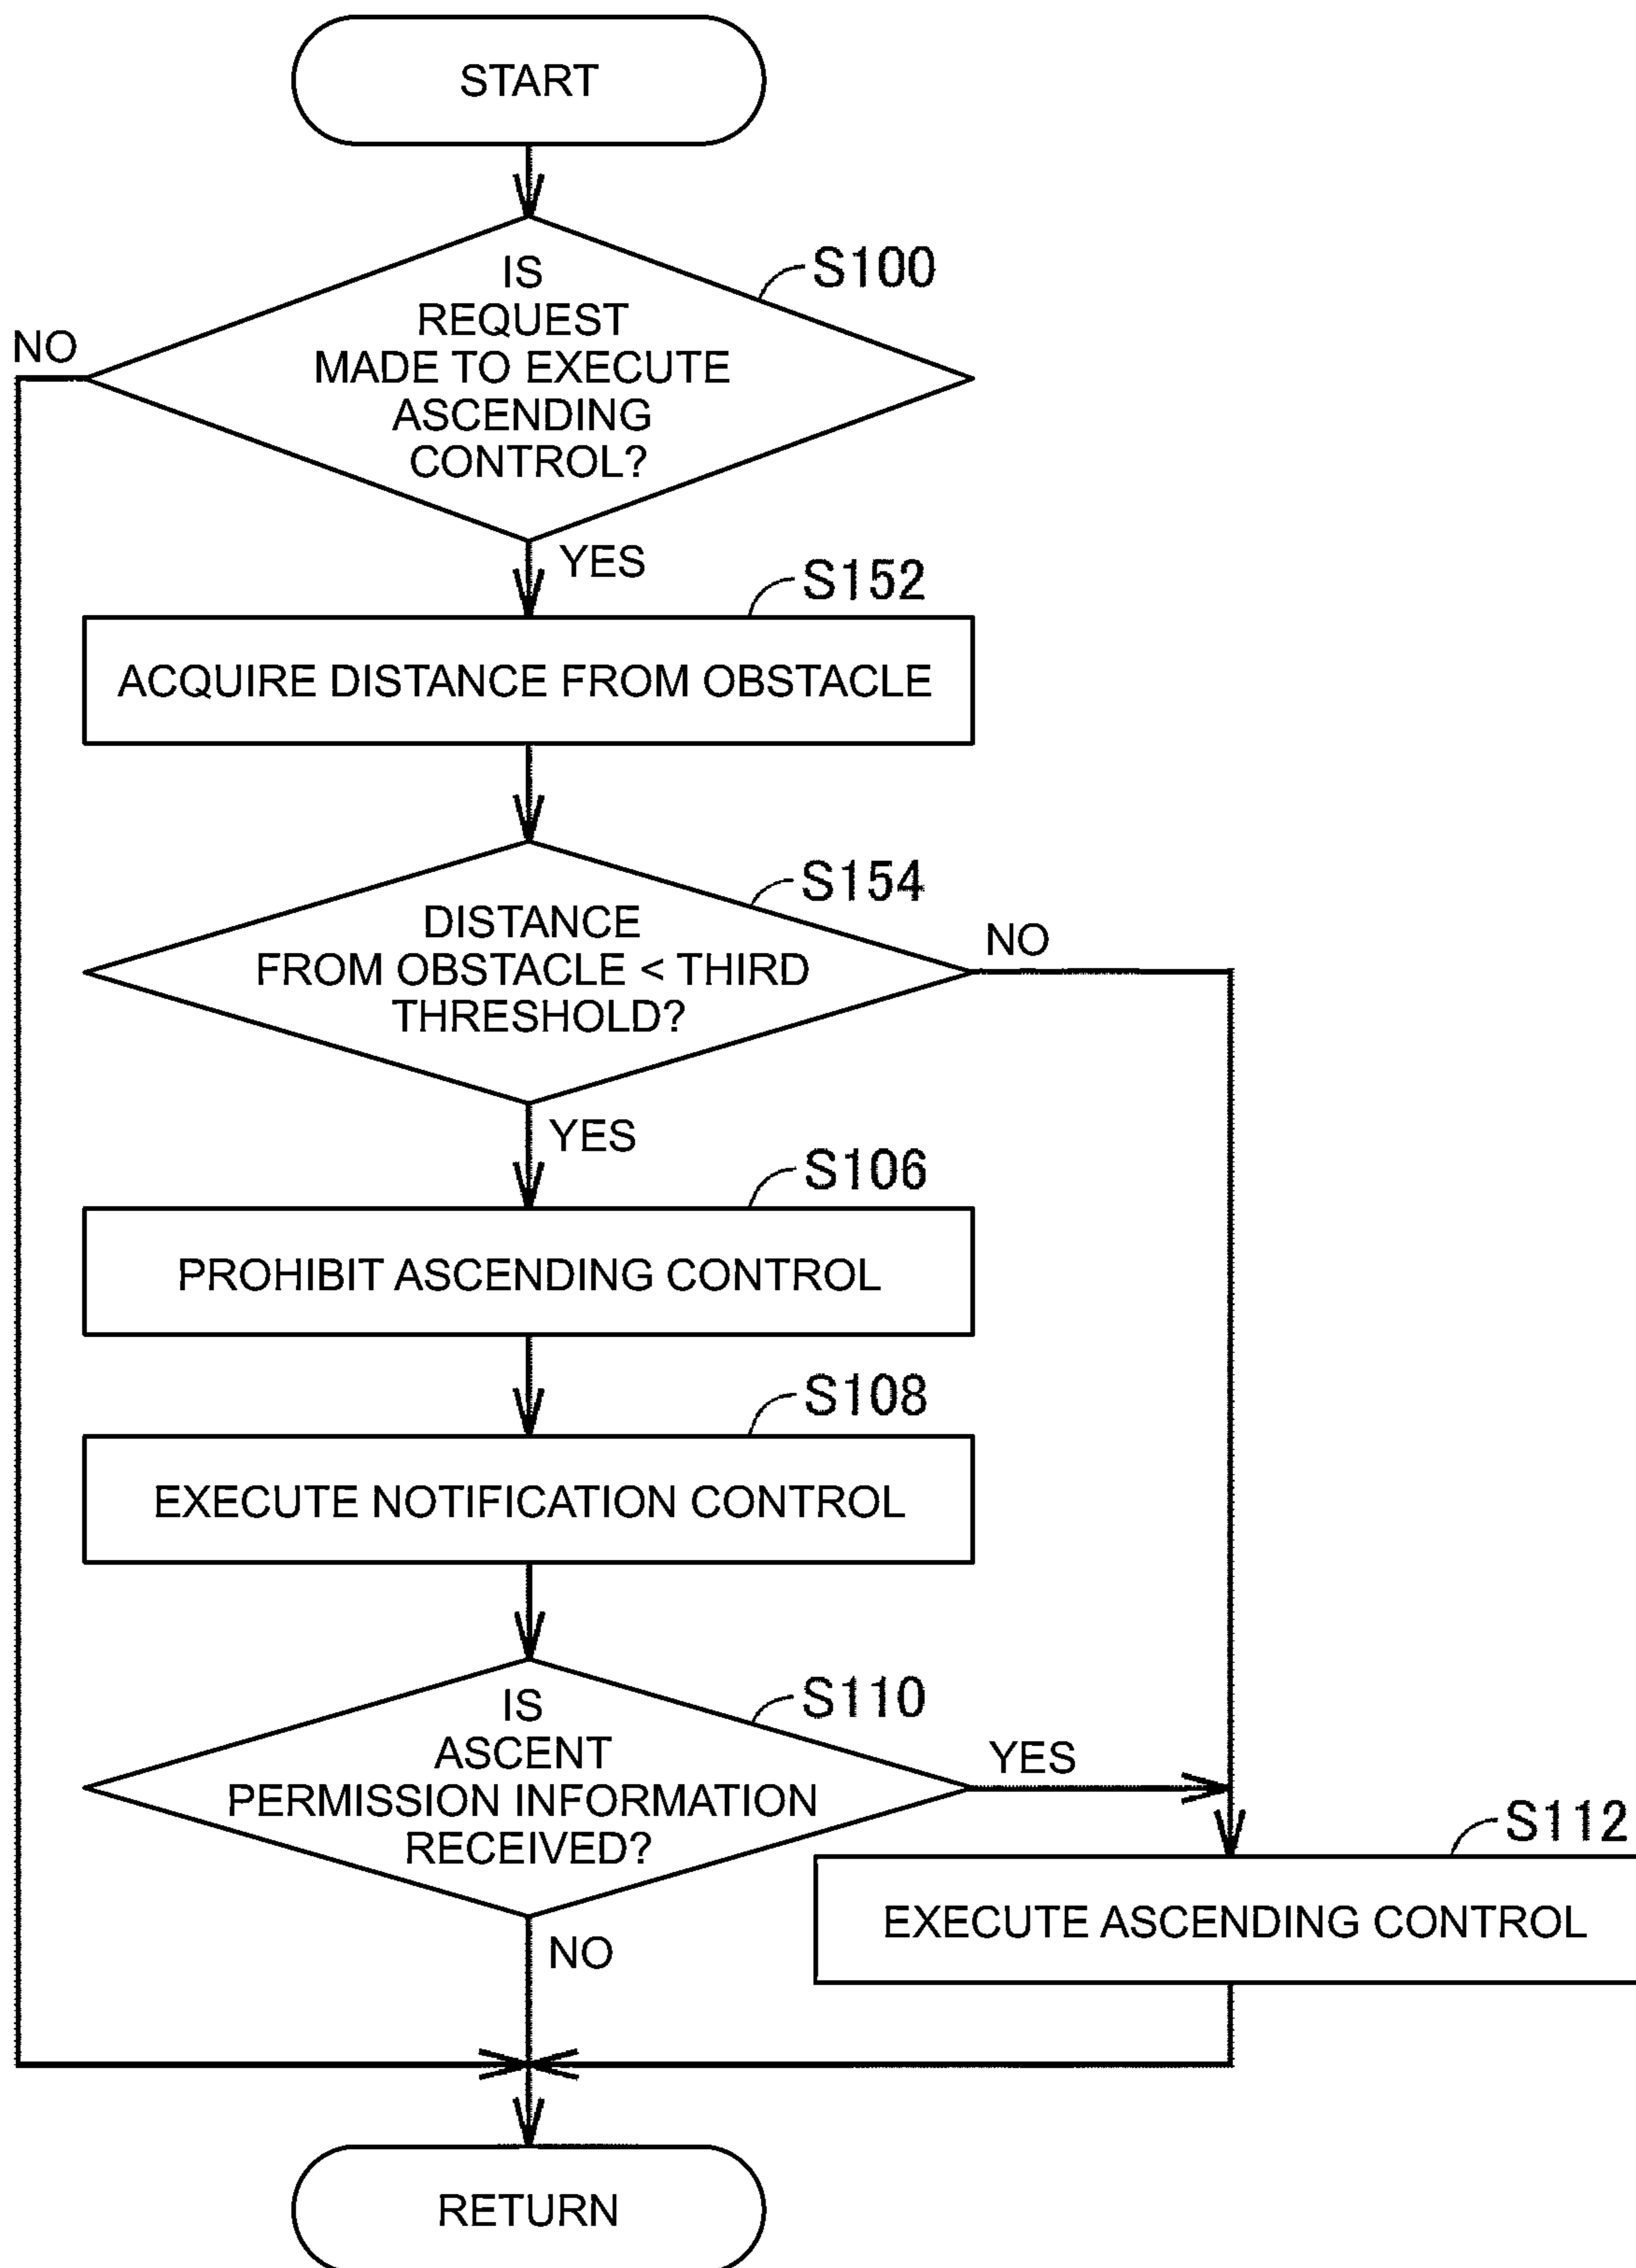 START
S100
IS
REQUEST
MADE TO EXECUTE
ASCENDING
CONTROL?
NO
YES
S152
ACQUIRE DISTANCE FROM OBSTACLE
S154
DISTANCE
FROM OBSTACLE < THIRD
THRESHOLD?
NO
YES
S106
PROHIBIT ASCENDING CONTROL
S108
EXECUTE NOTIFICATION CONTROL
S110
IS
ASCENT
PERMISSION INFORMATION
RECEIVED?
YES
S112
EXECUTE ASCENDING CONTROL
NO
RETURN